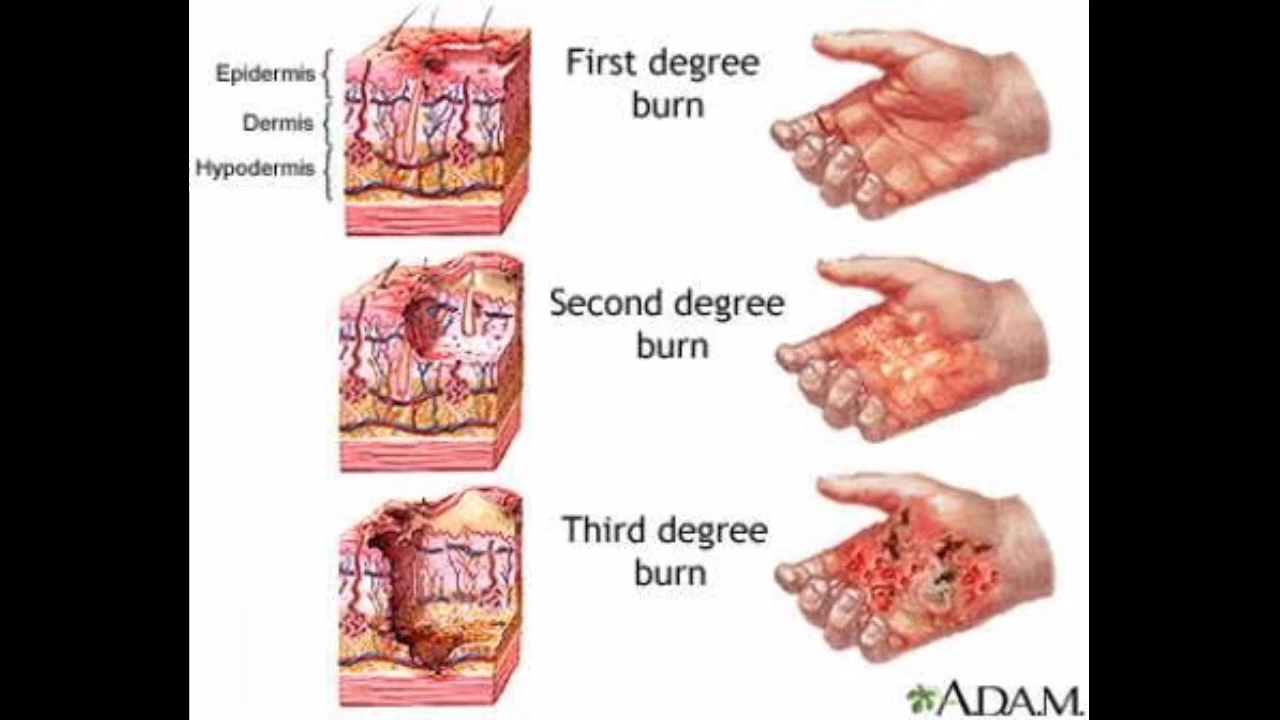 Epidermis
Dermis
Hypodermis
First degree
burn
Second degree
burn
Third degree
burn
A.D.A.M.